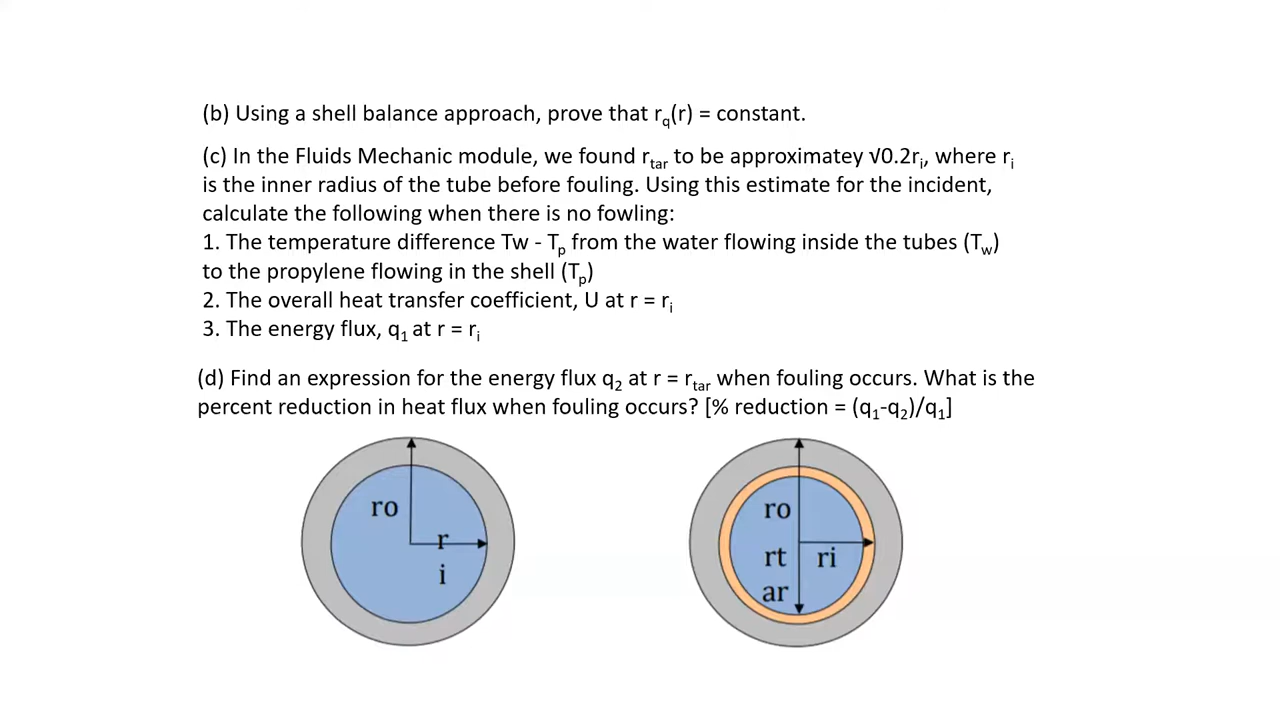 (b) Using a shell balance approach, prove that rq(r) = constant.
(c) In the Fluids Mechanic module, we found rtar to be approximatey √0.2ri, where ri
is the inner radius of the tube before fouling. Using this estimate for the incident,
calculate the following when there is no fowling:
1. The temperature difference Tw - Tp from the water flowing inside the tubes (Tw)
to the propylene flowing in the shell (Tp)
2. The overall heat transfer coefficient, U at r = ri
3. The energy flux, q1 at r = ri
(d) Find an expression for the energy flux q2 at r = rtar when fouling occurs. What is the
percent reduction in heat flux when fouling occurs? [% reduction = (q1-q2)/q1]
ro
r
i
ro
rt
ar
ri